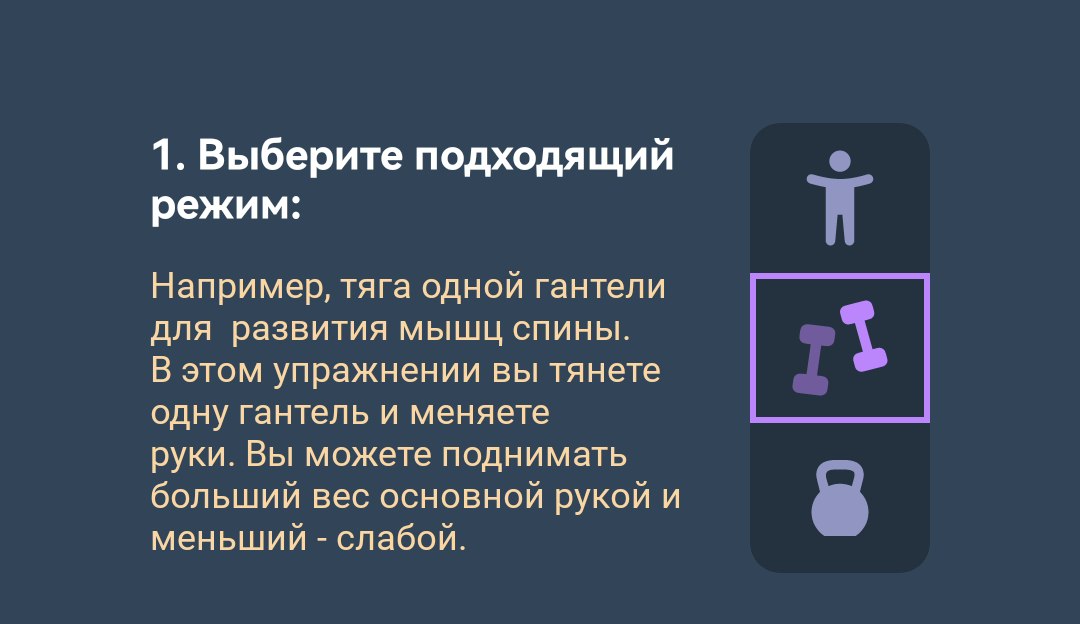 1. Выберите подходящий
режим:
Например, тяга одной гантели
для  развития мышц спины.
В этом упражнении вы тянете
одну гантель и меняете
руки. Вы можете поднимать
больший вес основной рукой и
меньший - слабой.